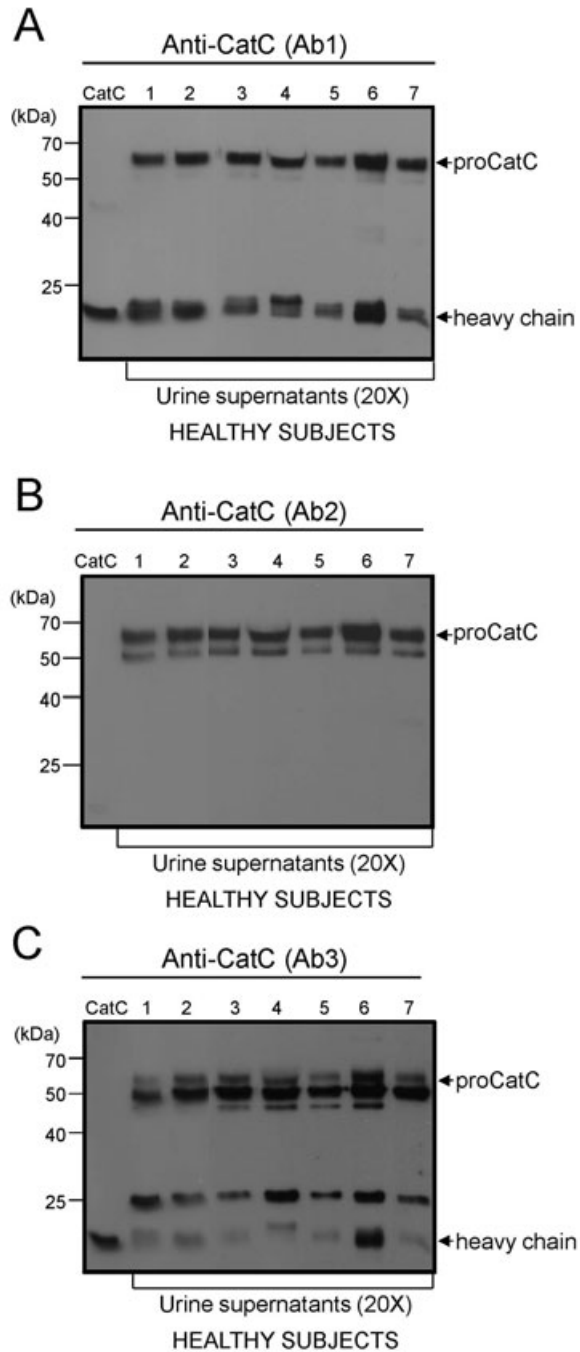 A
Anti-CatC (Ab1)
CatC 1 2 3 4 5 6 7
(kDa)
70
proCatC
50
40
25
heavy chain
Urine supernatants (20X)
HEALTHY SUBJECTS
B
Anti-CatC (Ab2)
CatC 1 2 3 4 5 6 7
(kDa)
70
proCatC
50
40
25
Urine supernatants (20X)
HEALTHY SUBJECTS
C
Anti-CatC (Ab3)
CatC 1 2 3 4 5 6 7
(kDa)
70
proCatC
50
40
25
heavy chain
Urine supernatants (20X)
HEALTHY SUBJECTS